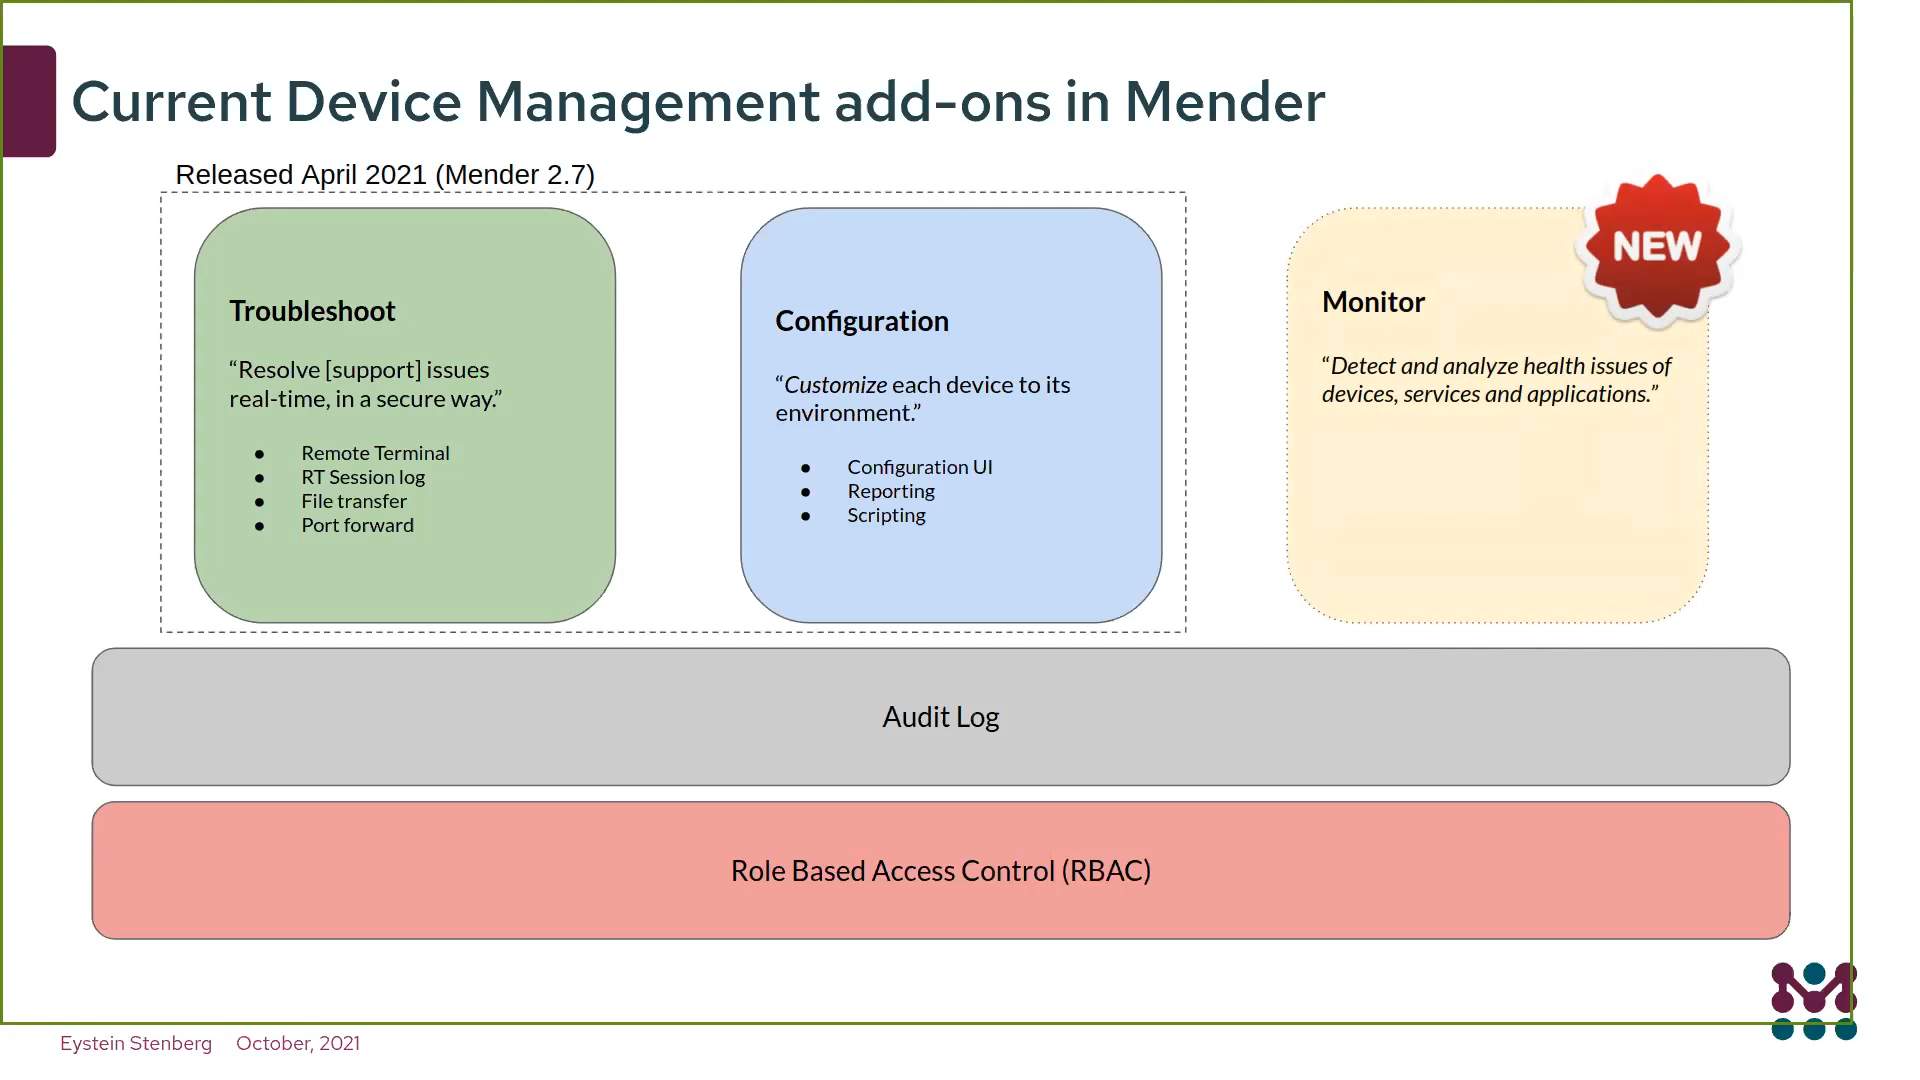 Current Device Management add-ons in Mender
Released April 2021 (Mender 2.7)
Troubleshoot
“Resolve [support] issues
real-time, in a secure way.”
● Remote Terminal
● RT Session log
● File transfer
● Port forward
Configuration
“Customize each device to its
environment.”
● Configuration UI
● Reporting
● Scripting
NEW
Monitor
“Detect and analyze health issues of
devices, services and applications.”
Audit Log
Role Based Access Control (RBAC)
Eystein Stenberg October, 2021